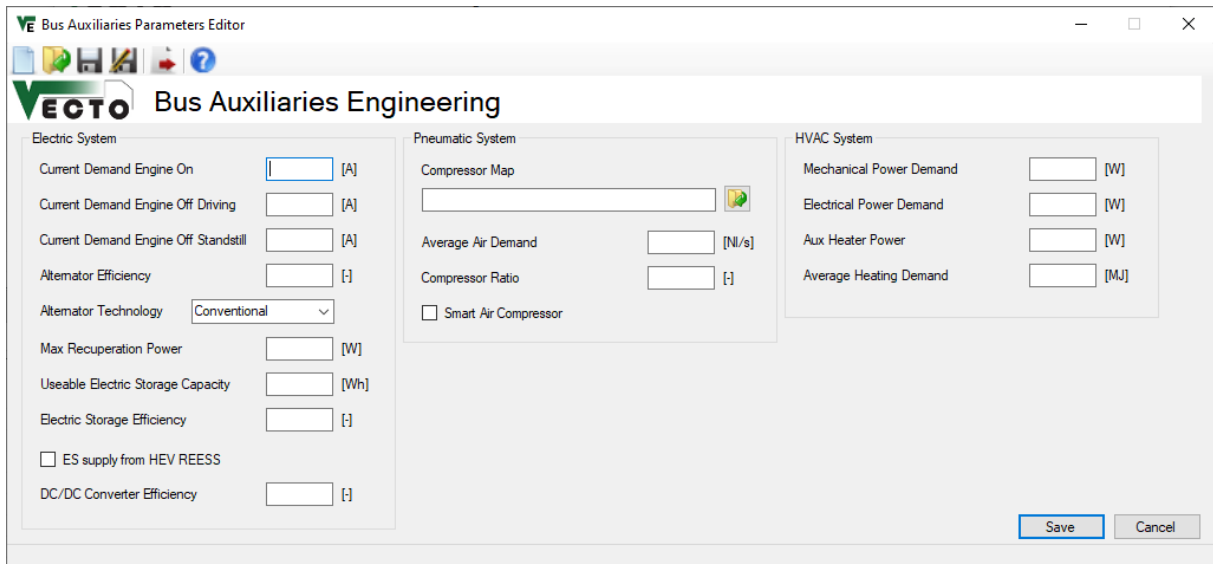 VE Bus Auxiliaries Parameters Editor
VECTO Bus Auxiliaries Engineering
Electric System
Current Demand Engine On [A]
Current Demand Engine Off Driving [A]
Current Demand Engine Off Standstill [A]
Alternator Efficiency [-]
Alternator Technology Conventional
Max Recuperation Power [W]
Useable Electric Storage Capacity [Wh]
Electric Storage Efficiency [-]
ES supply from HEV REESS
DC/DC Converter Efficiency [-]
Pneumatic System
Compressor Map
Average Air Demand [Nl/s]
Compressor Ratio [-]
Smart Air Compressor
HVAC System
Mechanical Power Demand [W]
Electrical Power Demand [W]
Aux Heater Power [W]
Average Heating Demand [MJ]
Save Cancel